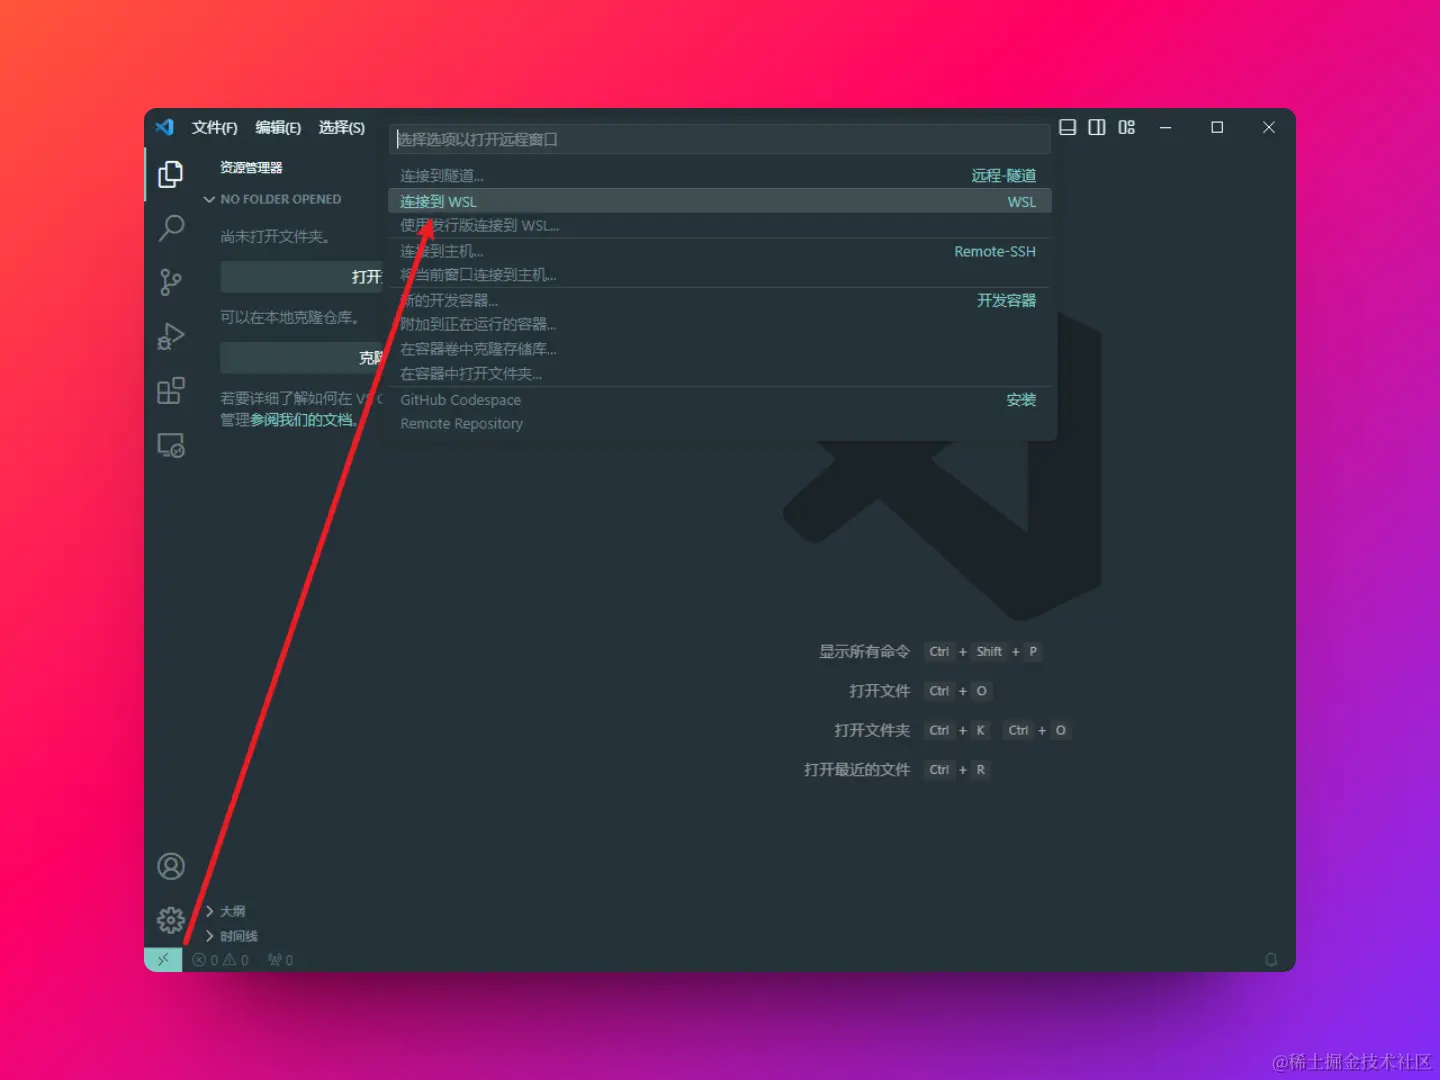 文件(F) 编辑(E) 选择(S)
选择选项以打开远程窗口
资源管理器
NO FOLDER OPENED
尚未打开文件夹。
打开
可以在本地克隆仓库。
克隆
若要详细了解如何在 VS C
管理参阅我们的文档。
连接到隧道... 远程-隧道
连接到 WSL WSL
使用发行版连接到 WSL...
连接到主机... Remote-SSH
将当前窗口连接到主机...
新的开发容器... 开发容器
附加到正在运行的容器...
在容器卷中克隆存储库...
在容器中打开文件夹...
GitHub Codespace 安装
Remote Repository
显示所有命令 Ctrl + Shift + P
打开文件 Ctrl + O
打开文件夹 Ctrl + K Ctrl + O
打开最近的文件 Ctrl + R
大纲
时间线
0 0 0
@稀土掘金技术社区